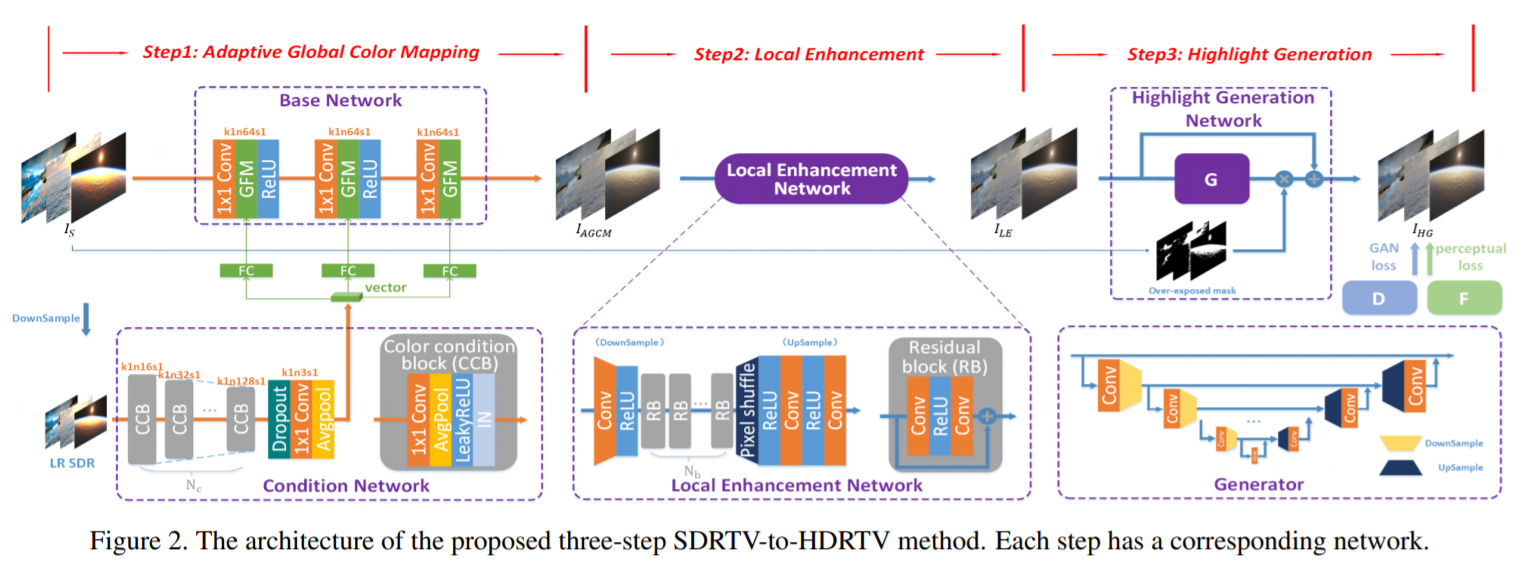 Step1: Adaptive Global Color Mapping
Step2: Local Enhancement
Step3: Highlight Generation
Base Network
k1n64s1
k1n64s1
k1n64s1
1x1 Conv
GFM
ReLU
1x1 Conv
GFM
ReLU
1x1 Conv
GFM
I_S
I_AGCM
Local Enhancement
Network
I_LE
Highlight Generation
Network
G
×
+
Over-exposed mask
I_HG
GAN
loss
perceptual
loss
D
F
FC
FC
FC
vector
DownSample
LR SDR
k1n16s1
k1n32s1
k1n128s1
k1n3s1
CCB
CCB
...
CCB
Dropout
1x1 Conv
Avgpool
N_c
Color condition
block (CCB)
1x1 Conv
AvgPool
LeakyReLU
IN
Condition Network
(DownSample)
(UpSample)
Conv
ReLU
RB
RB
...
RB
Pixel shuffle
ReLU
Conv
ReLU
Conv
N_b
Residual
block (RB)
Conv
ReLU
Conv
+
Local Enhancement Network
Conv
Conv
Conv
...
Conv
Conv
Conv
DownSample
UpSample
Generator
Figure 2. The architecture of the proposed three-step SDRTV-to-HDRTV method. Each step has a corresponding network.